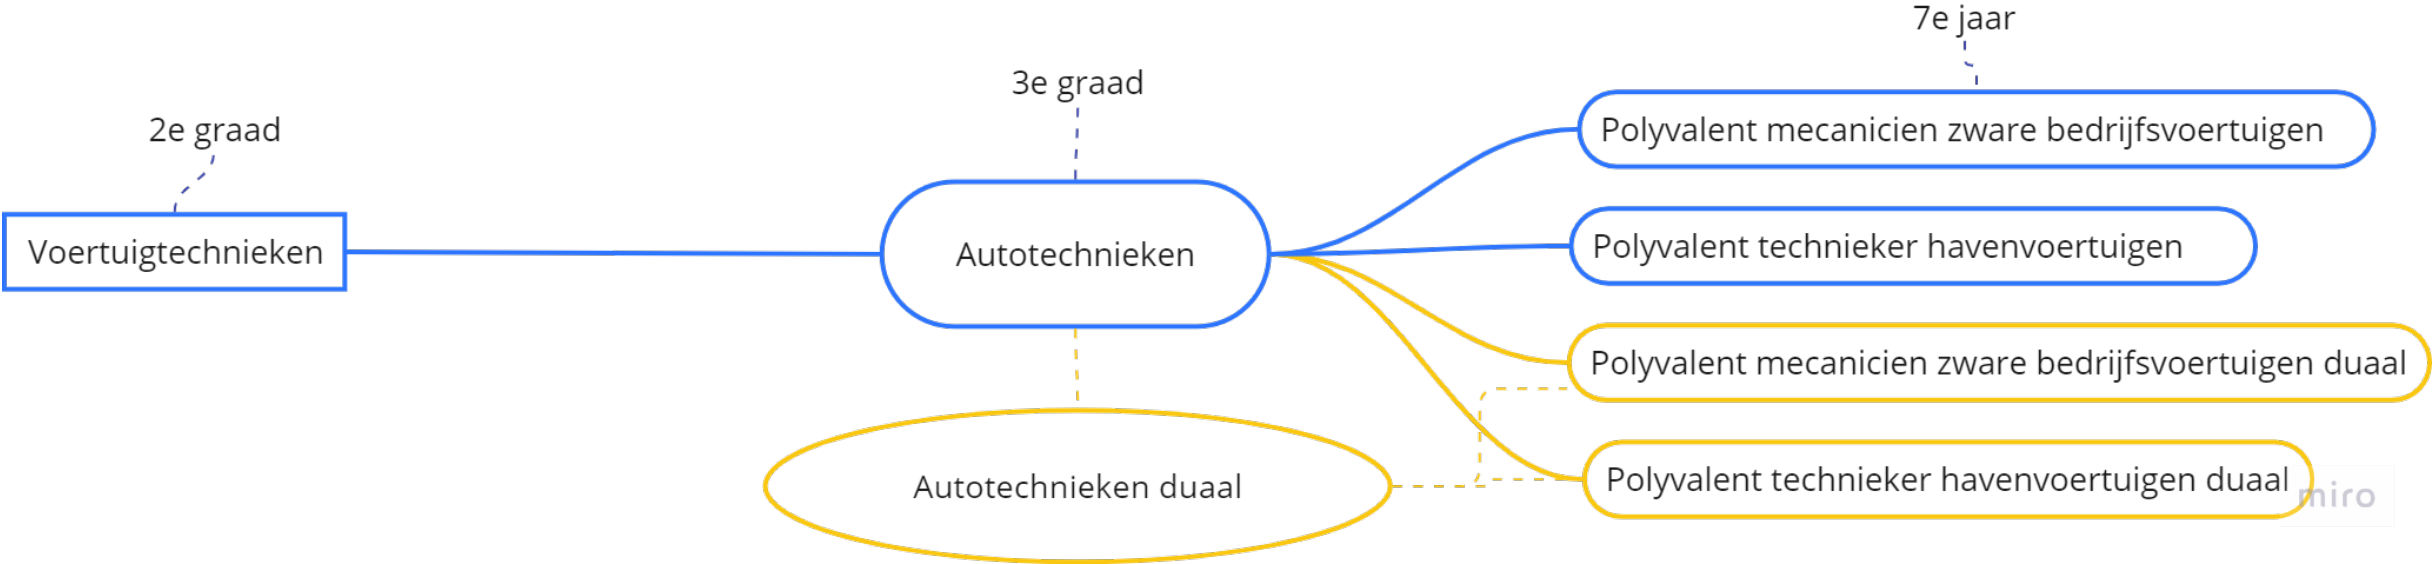 7e jaar
3e graad
2e graad
Polyvalent mecanicien zware bedrijfsvoertuigen
Voertuigtechnieken
Autotechnieken
Polyvalent technieker havenvoertuigen
Polyvalent mecanicien zware bedrijfsvoertuigen duaal
Autotechnieken duaal
Polyvalent technieker havenvoertuigen duaal
miro